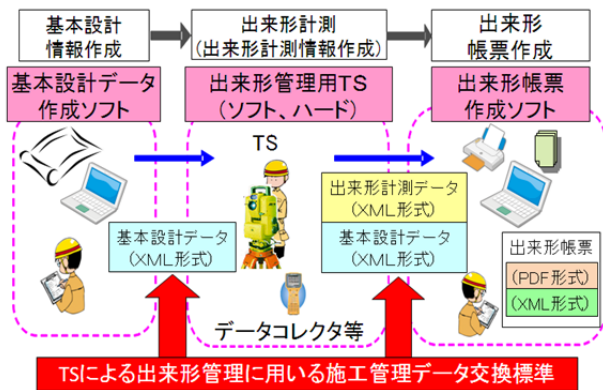 基本設計
情報作成
出来形計測
(出来形計測情報作成)
出来形
帳票作成
基本設計データ
作成ソフト
出来形管理用TS
(ソフト、ハード)
出来形帳票
作成ソフト
TS
基本設計データ
(XML形式)
出来形計測データ
(XML形式)
基本設計データ
(XML形式)
出来形帳票
(PDF形式)
(XML形式)
データコレクタ等
TSによる出来形管理に用いる施工管理データ交換標準